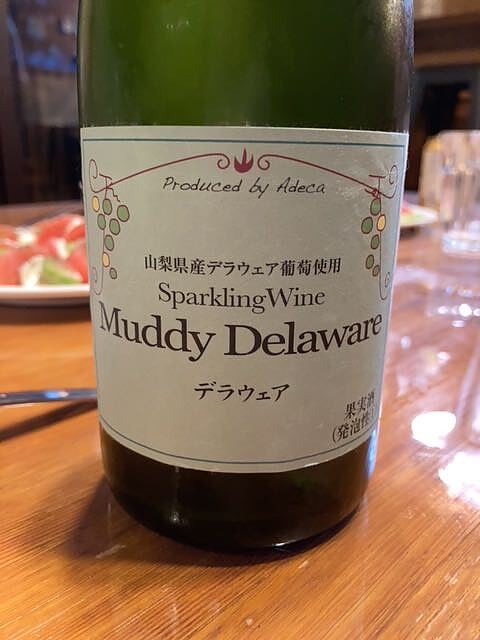 Produced by Adeca
山梨県産デラウェア葡萄使用
SparklingWine
Muddy Delaware
デラウェア
果実酒
(発泡性)